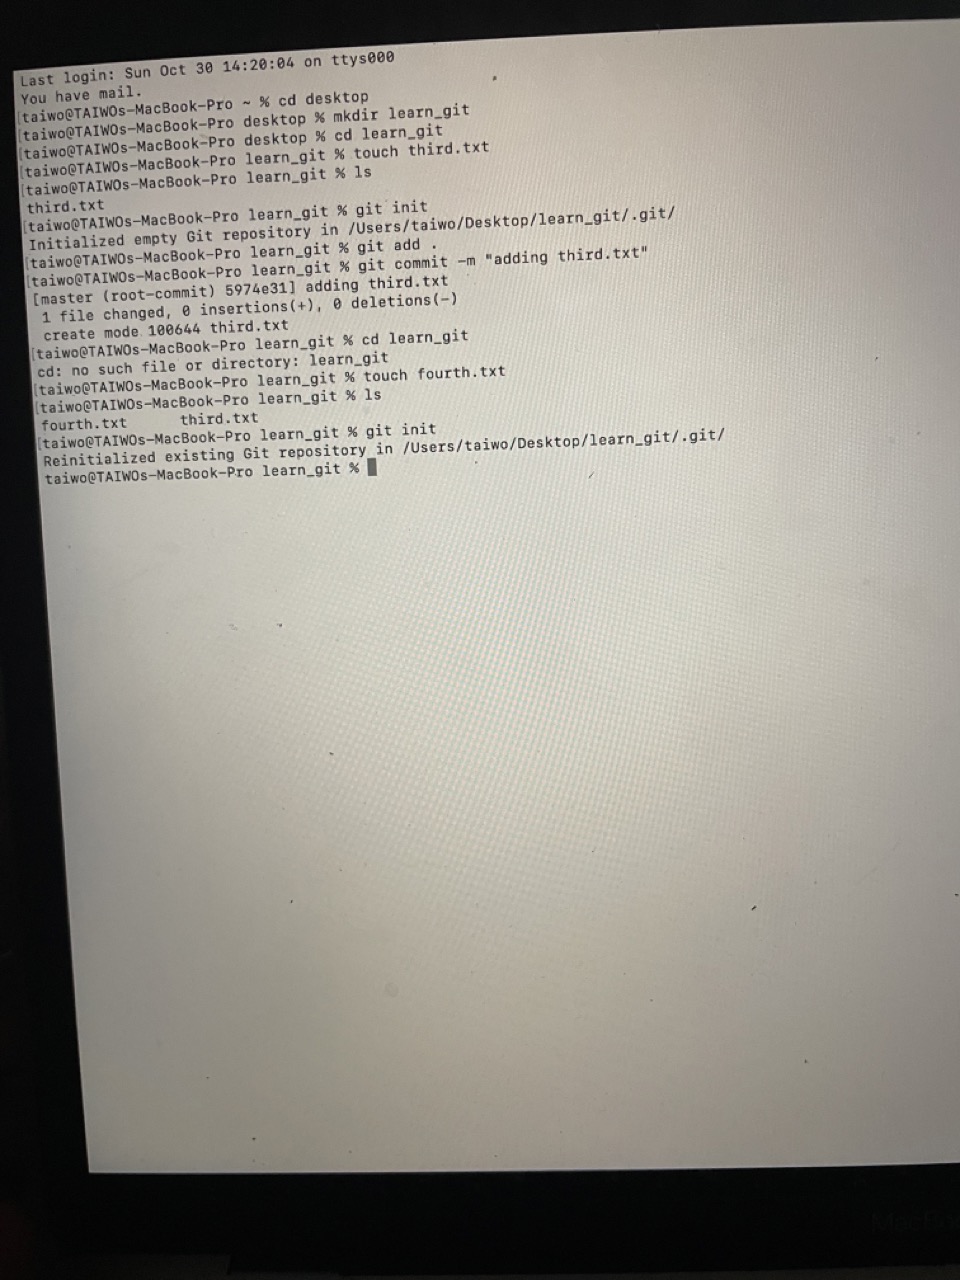 Last login: Sun Oct 30 14:20:04 on ttys000
You have mail.
[taiwo@TAIWOs-MacBook-Pro ~ % cd desktop
[taiwo@TAIWOs-MacBook-Pro desktop % mkdir learn_git
[taiwo@TAIWOs-MacBook-Pro desktop % cd learn_git
[taiwo@TAIWOs-MacBook-Pro learn_git % touch third.txt
[taiwo@TAIWOs-MacBook-Pro learn_git % ls
third.txt
[taiwo@TAIWOs-MacBook-Pro learn_git % git init
Initialized empty Git repository in /Users/taiwo/Desktop/learn_git/.git/
[taiwo@TAIWOs-MacBook-Pro learn_git % git add .
[taiwo@TAIWOs-MacBook-Pro learn_git % git commit -m "adding third.txt"
[master (root-commit) 5974e31] adding third.txt
1 file changed, 0 insertions(+), 0 deletions(-)
create mode 100644 third.txt
[taiwo@TAIWOs-MacBook-Pro learn_git % cd learn_git
cd: no such file or directory: learn_git
[taiwo@TAIWOs-MacBook-Pro learn_git % touch fourth.txt
[taiwo@TAIWOs-MacBook-Pro learn_git % ls
fourth.txt third.txt
[taiwo@TAIWOs-MacBook-Pro learn_git % git init
Reinitialized existing Git repository in /Users/taiwo/Desktop/learn_git/.git/
taiwo@TAIWOs-MacBook-Pro learn_git %